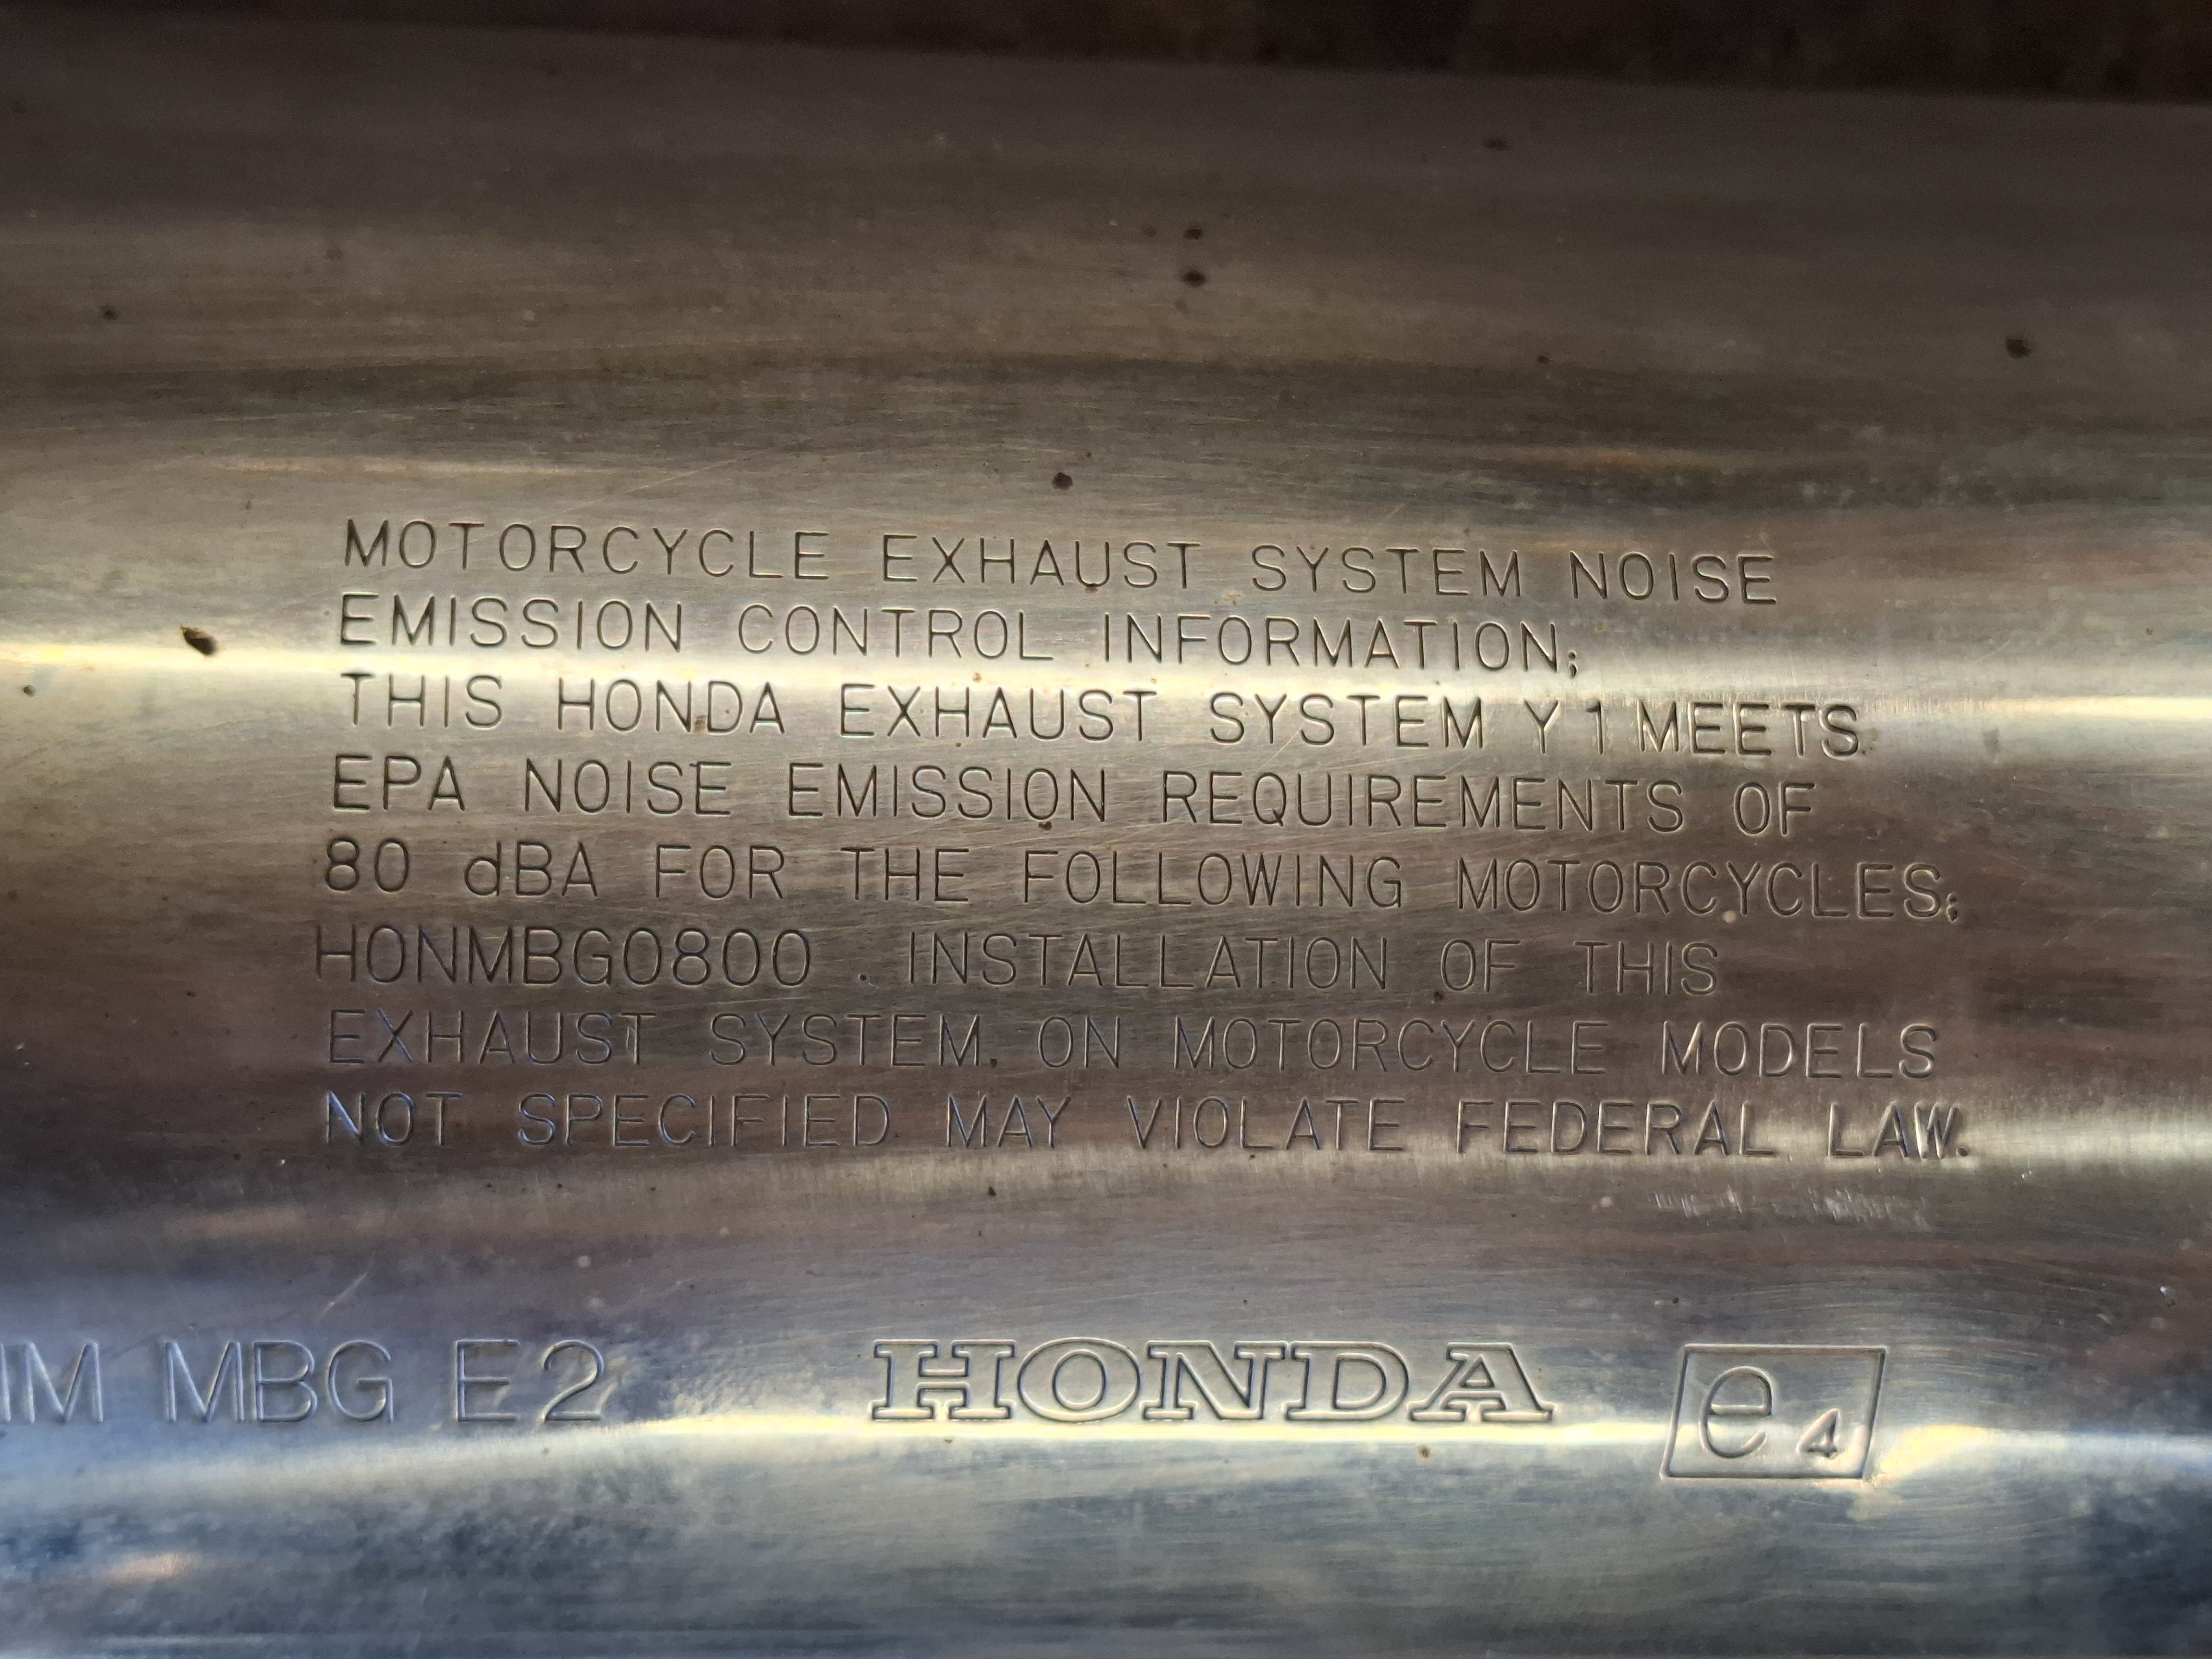 MOTORCYCLE EXHAUST SYSTEM NOISE
EMISSION CONTROL INFORMATION;
THIS HONDA EXHAUST SYSTEM Y1 MEETS
EPA NOISE EMISSION REQUIREMENTS OF
80 dBA FOR THE FOLLOWING MOTORCYCLES;
HONMBG0800 . INSTALLATION OF THIS
EXHAUST SYSTEM ON MOTORCYCLE MODELS
NOT SPECIFIED MAY VIOLATE FEDERAL LAW.
MBG E2 HONDA e4